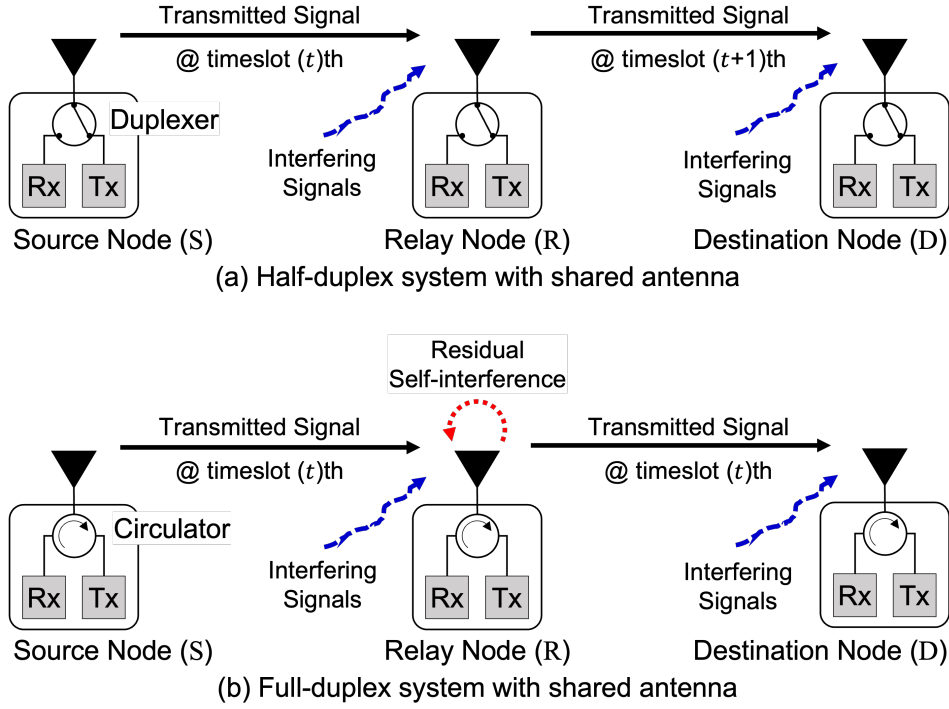 Transmitted Signal
@ timeslot (t)th
Transmitted Signal
@ timeslot (t+1)th
Duplexer
Interfering
Signals
Interfering
Signals
Rx Tx
Rx Tx
Rx Tx
Source Node (S)
Relay Node (R)
Destination Node (D)
(a) Half-duplex system with shared antenna
Residual
Self-interference
Transmitted Signal
@ timeslot (t)th
Transmitted Signal
@ timeslot (t)th
Circulator
Interfering
Signals
Interfering
Signals
Rx Tx
Rx Tx
Rx Tx
Source Node (S)
Relay Node (R)
Destination Node (D)
(b) Full-duplex system with shared antenna